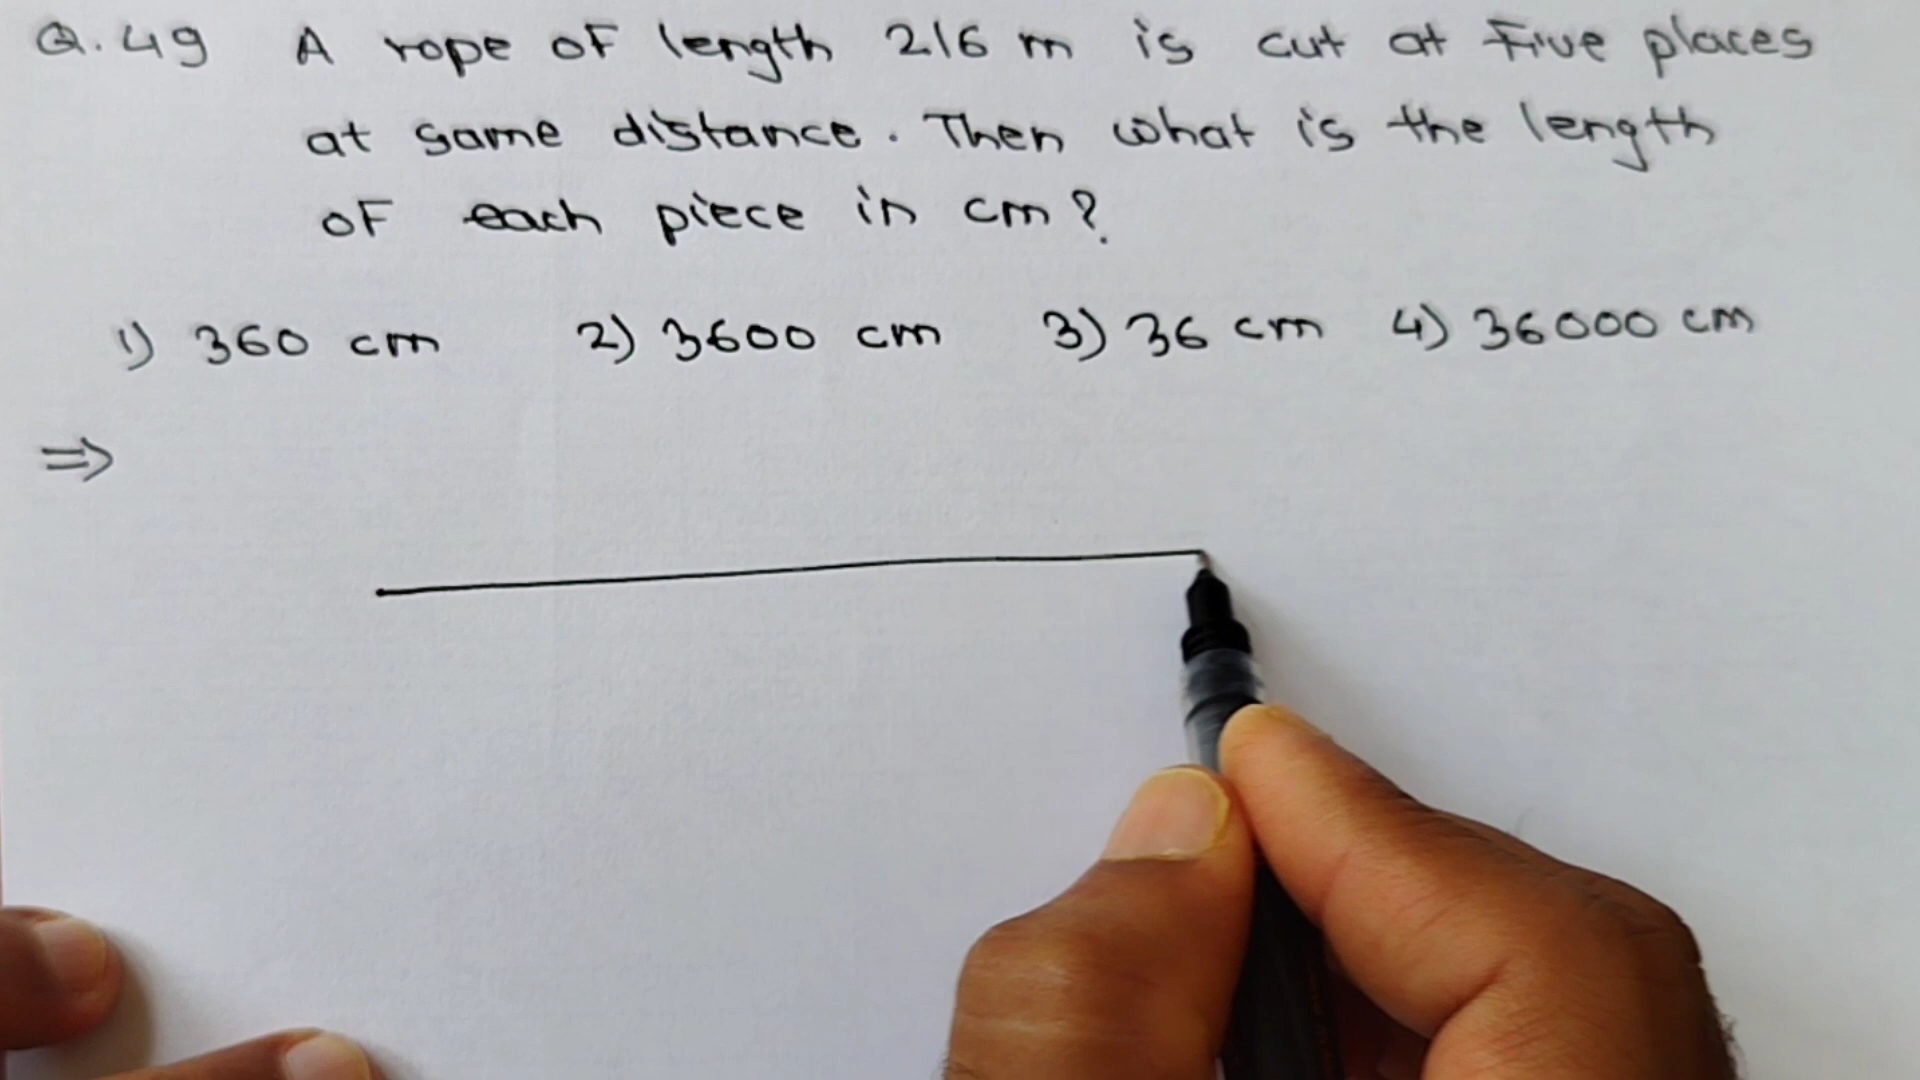 Q. 49 A rope of length 216 m is cut at Five places
at same distance. Then what is the length
of each piece in cm?
1) 360 cm 2) 3600 cm 3) 36 cm 4) 36000 cm
⇒